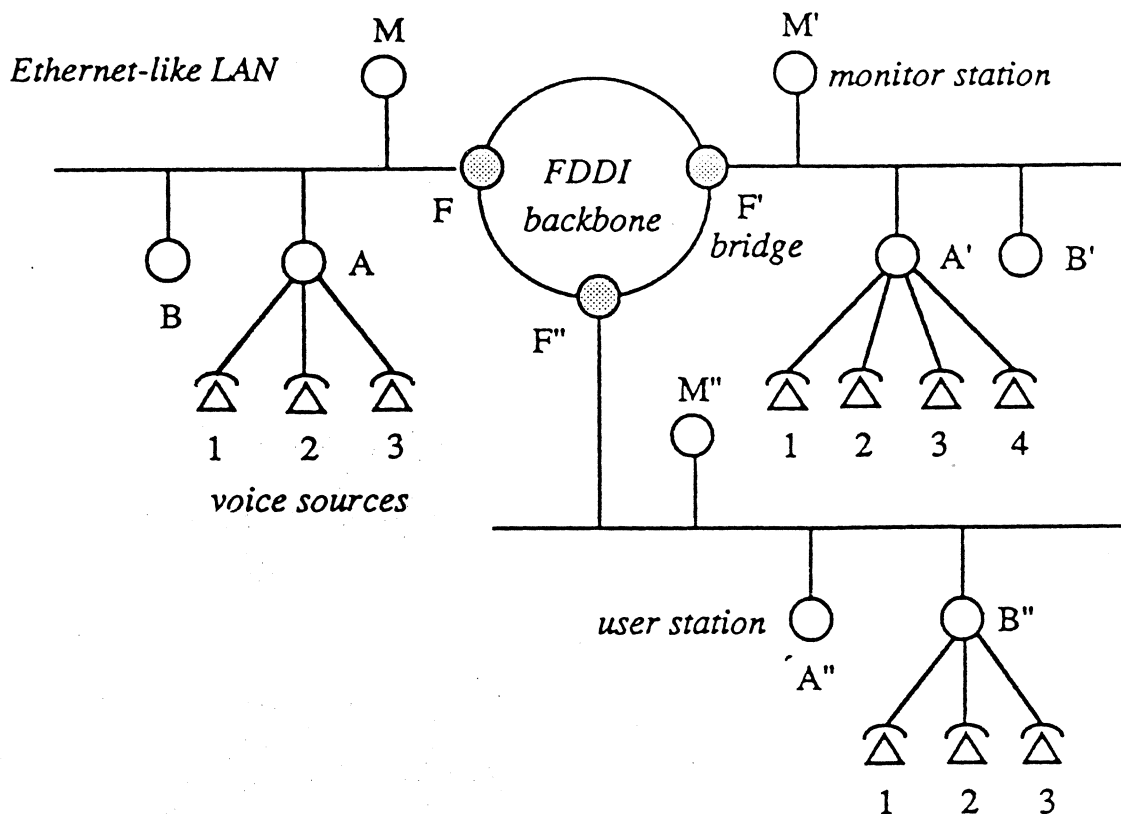 M
Ethernet-like LAN
M'
monitor station
FDDI
backbone
F
F'
bridge
B
A
A'
B'
F"
M"
1 2 3
voice sources
1 2 3 4
user station
A"
B"
1 2 3